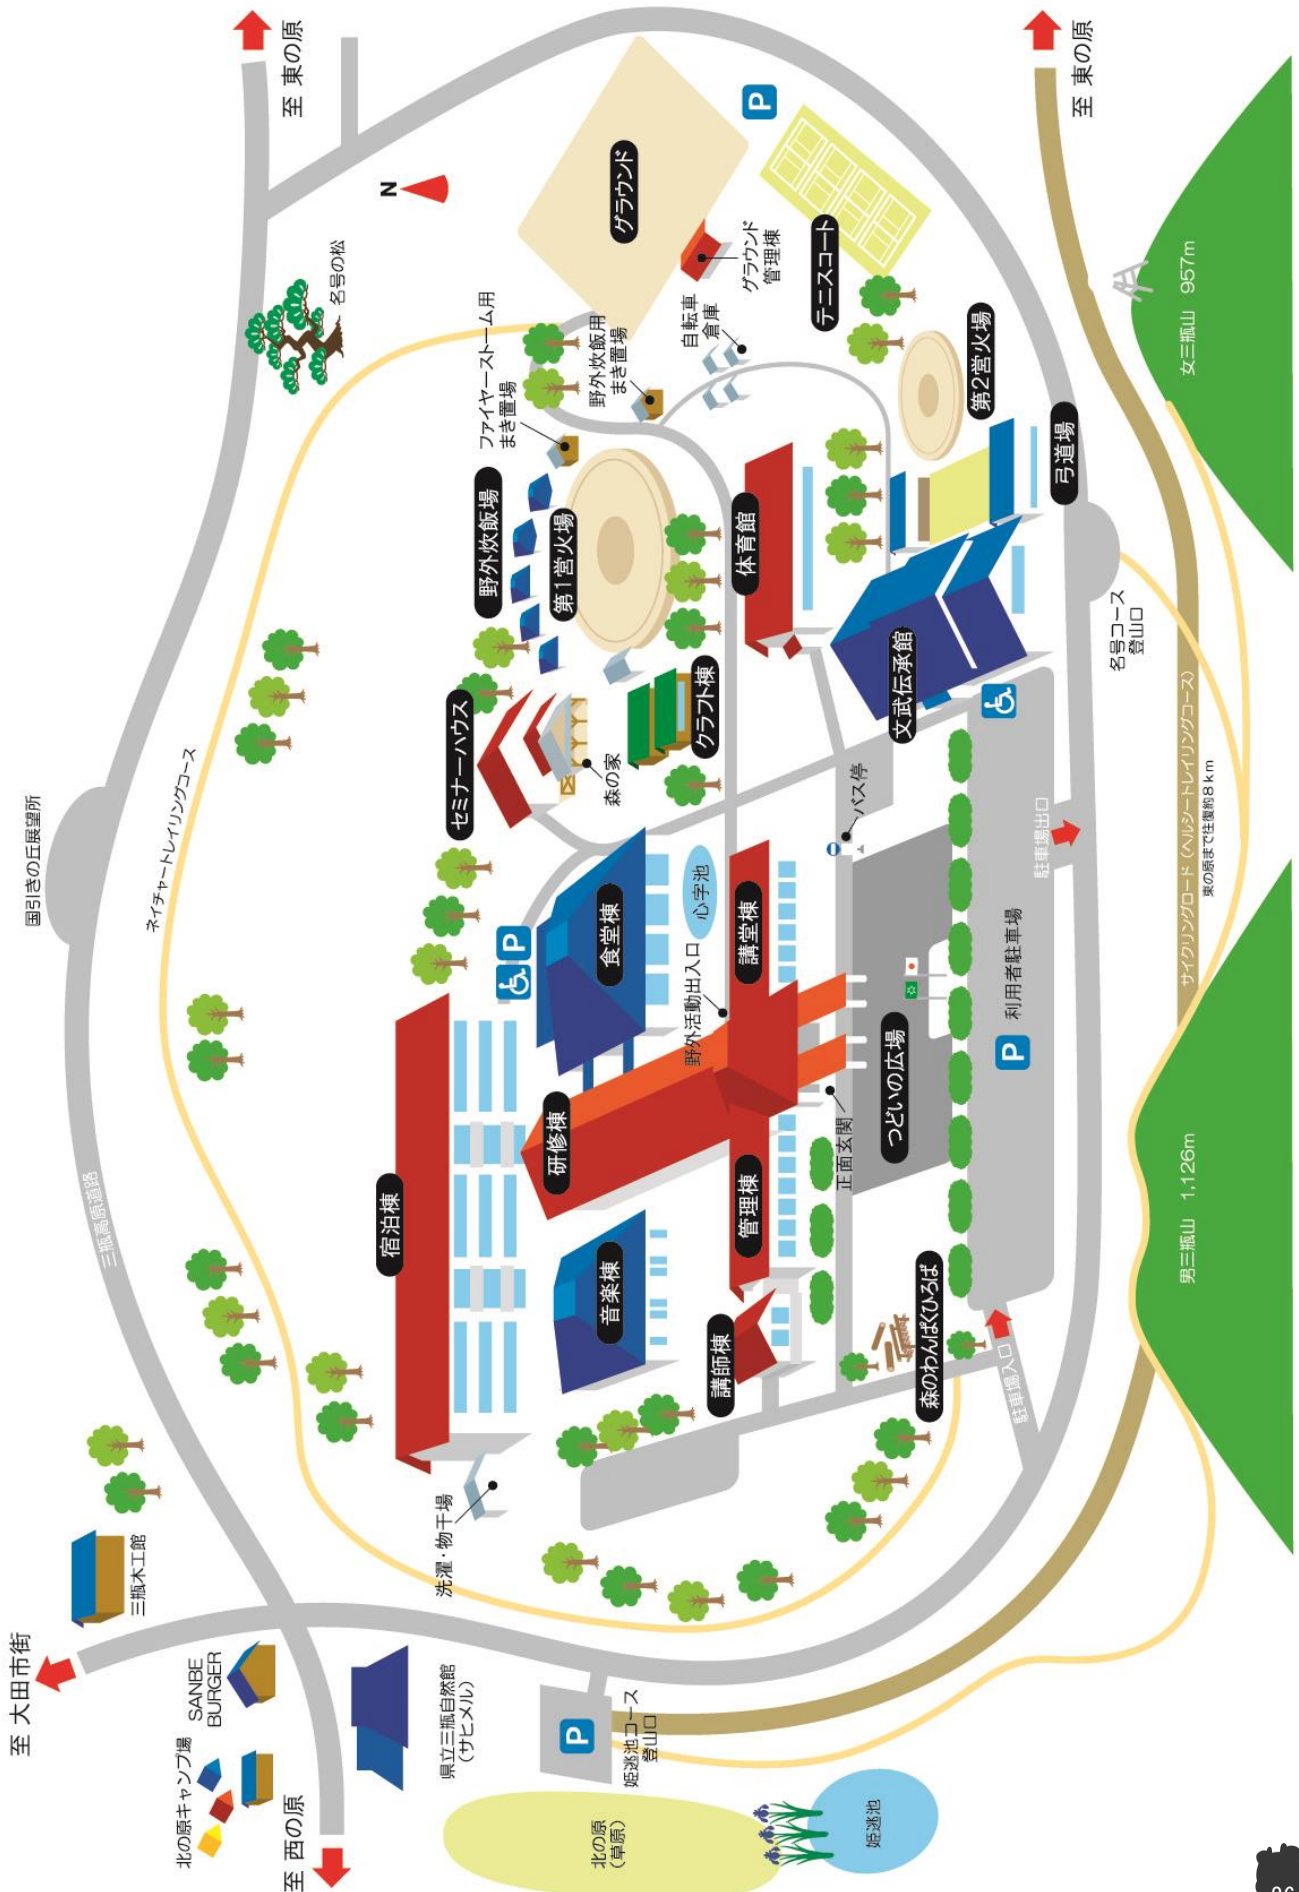 至 大田市街
三瓶木工館
SANBE
BURGER
北の原キャンプ場
至 西の原
県立三瓶自然館
（サヒメル）
P
姫逃池コース
登山口
北の原
（草原）
姫逃池
三瓶高原道路
国引きの丘展望所
ネイチャートレイリングコース
名号の松
至 東の原
N
宿泊棟
洗濯・物干場
研修棟
音楽棟
食堂棟
P
心字池
野外活動出入口
講堂棟
管理棟
講師棟
正面玄関
つどいの広場
バス停
森のわんぱくひろば
駐車場入口
P
利用者駐車場
駐車場出口
セミナーハウス
森の家
クラフト棟
野外炊飯場
第1営火場
ファイヤーストーム用
まき置場
野外炊飯用
まき置場
自転車
倉庫
グラウンド
グラウンド
管理棟
P
テニスコート
体育館
文武伝承館
第2営火場
弓道場
名号コース
登山口
サイクリングロード（ヘルシートレイリングコース）
東の原まで往復約8km
至 東の原
男三瓶山 1,126m
女三瓶山 957m